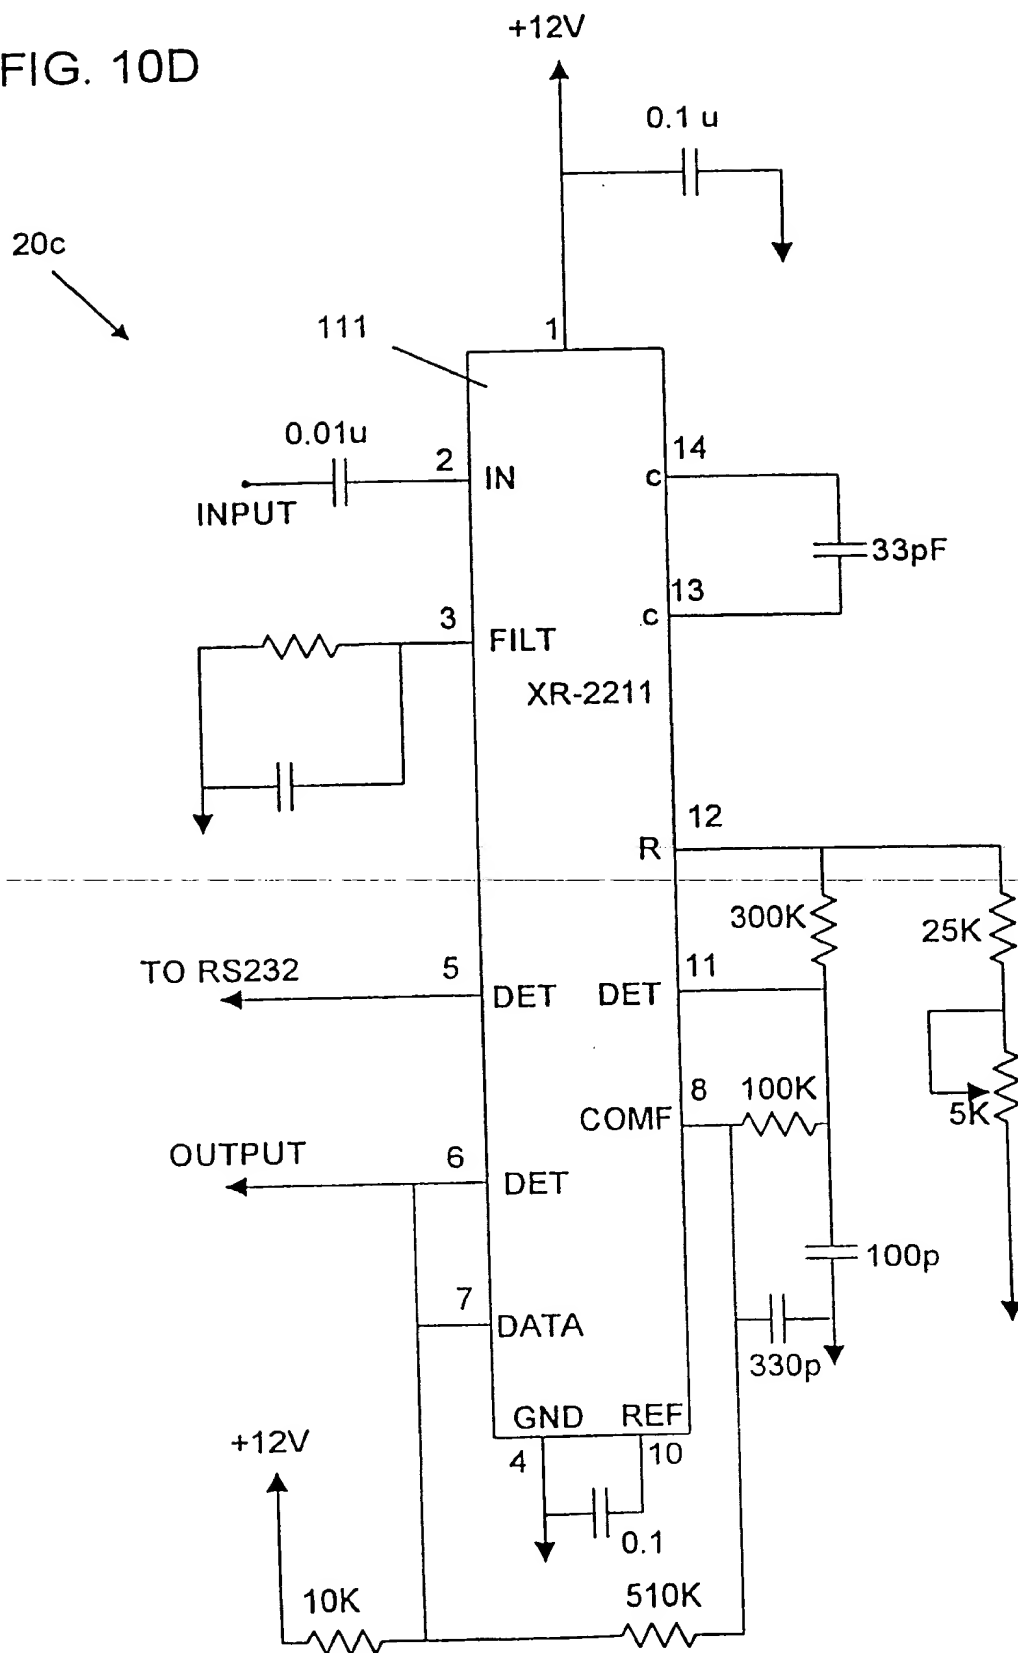 +12V
FIG. 10D
0.1 u
20c
111
1
0.01u
2
IN
INPUT
14
c
33pF
13
c
3
FILT
XR-2211
12
R
300K
25K
TO RS232
5
DET
DET
11
8
100K
COMF
5K
OUTPUT
6
DET
100p
7
DATA
330p
GND
REF
+12V
4
10
0.1
10K
510K